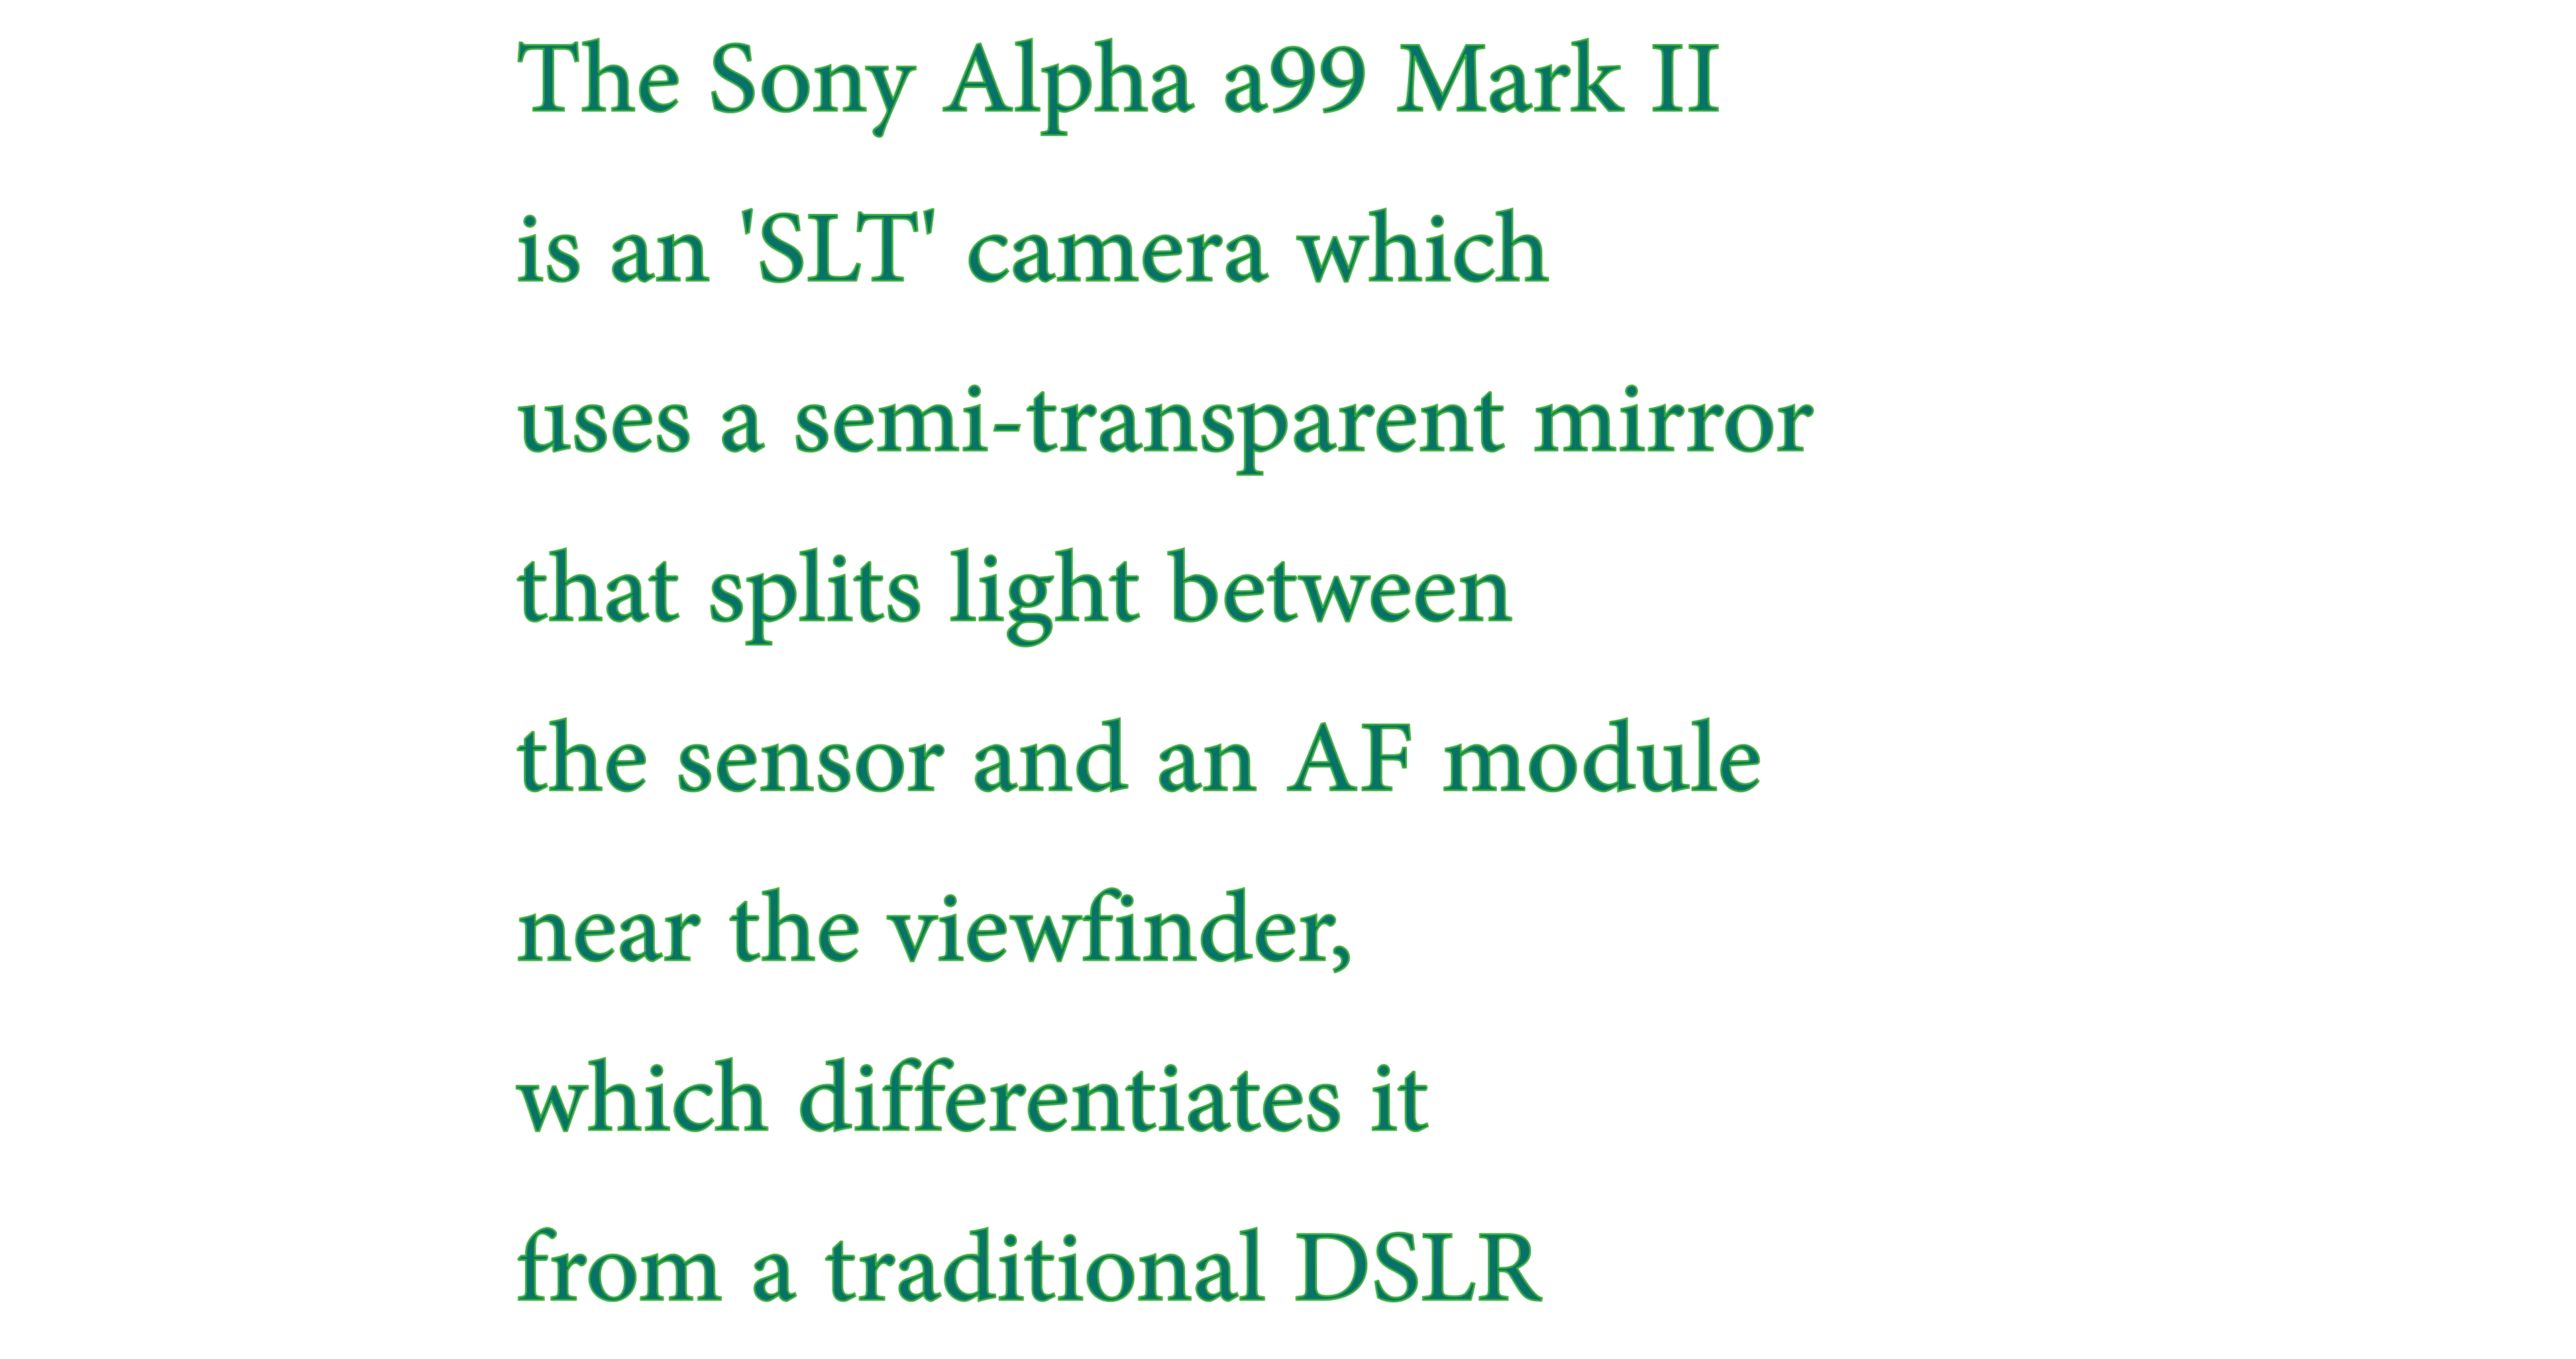 The Sony Alpha a99 Mark II
is an 'SLT' camera which
uses a semi-transparent mirror
that splits light between
the sensor and an AF module
near the viewfinder,
which differentiates it
from a traditional DSLR